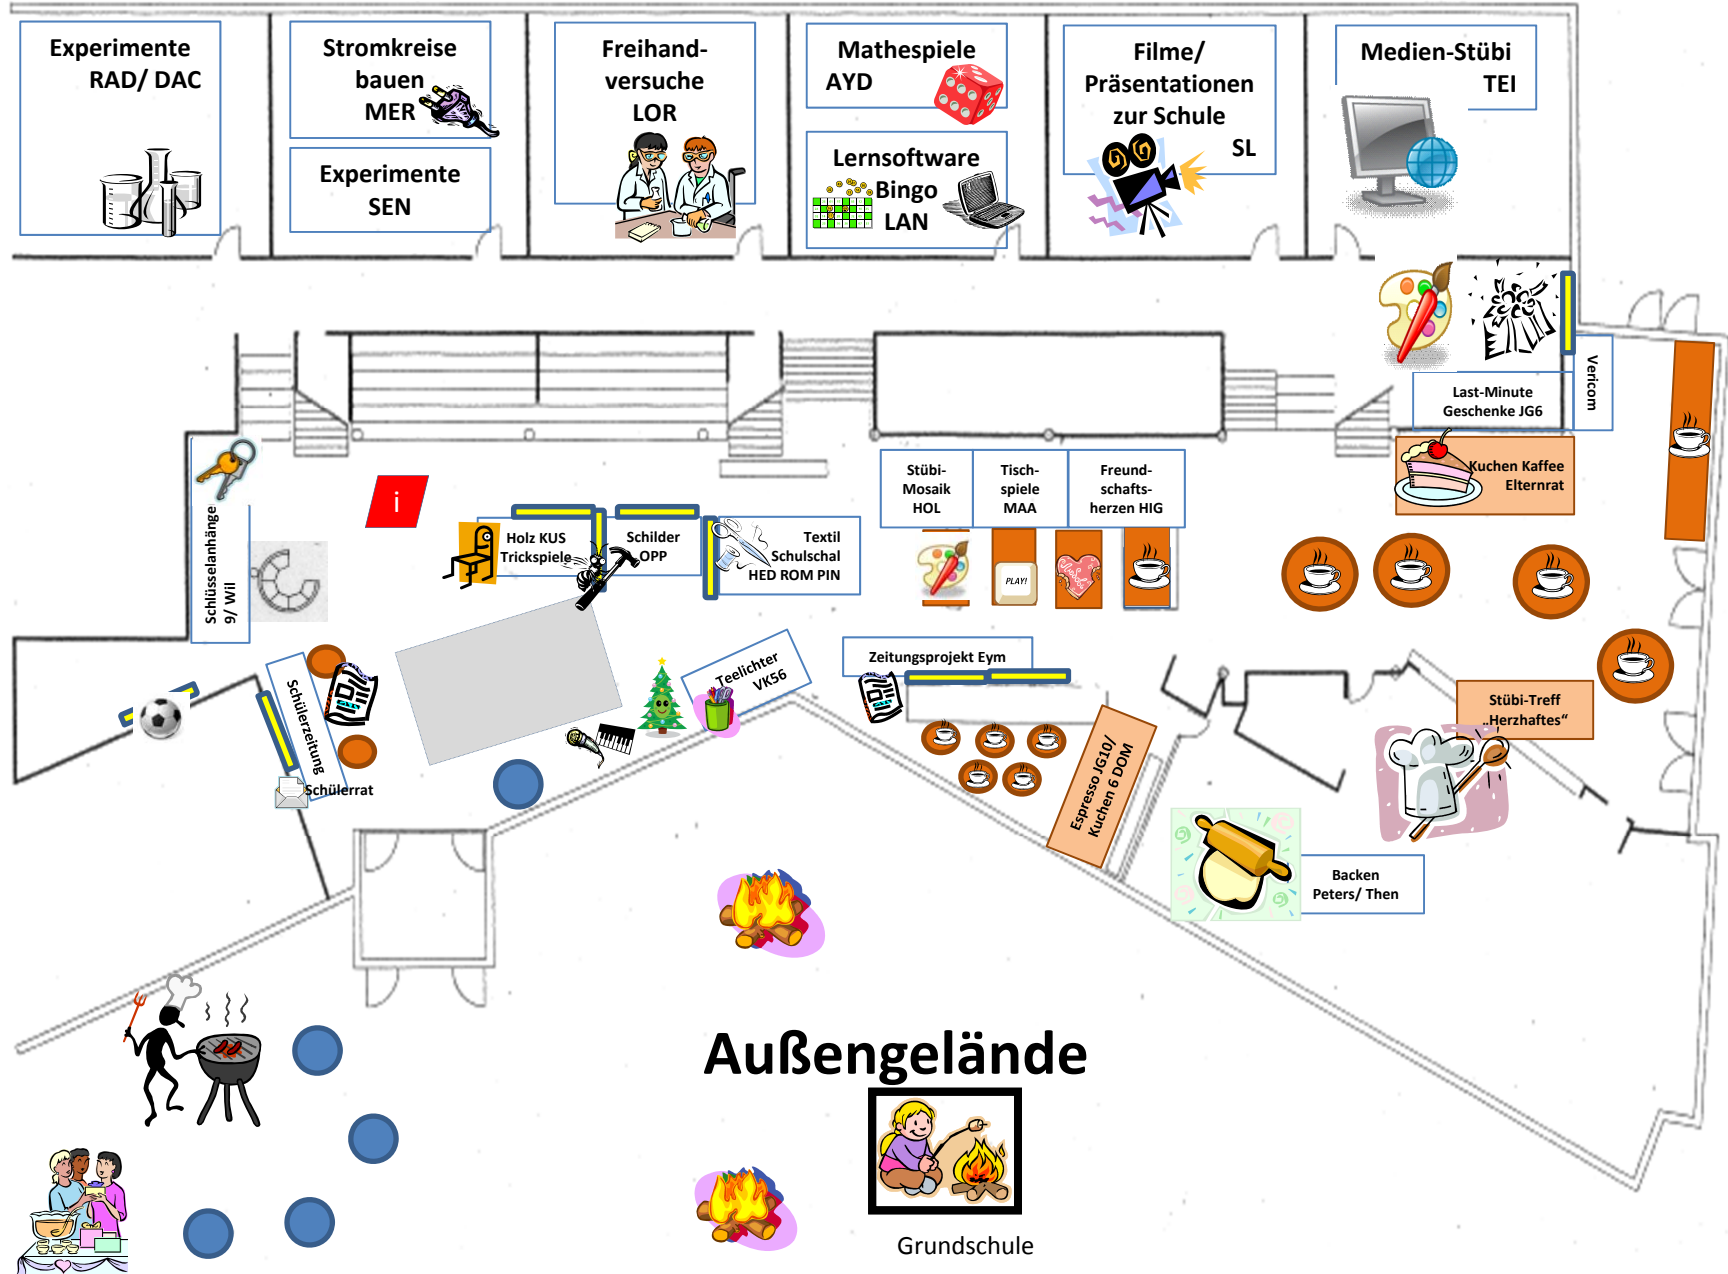 Experimente
RAD/ DAC
Stromkreise
bauen
MER
Experimente
SEN
Freihand-
versuche
LOR
Mathespiele
AYD
Lernsoftware
Bingo
LAN
Filme/
Präsentationen
zur Schule
SL
Medien-Stübi
TEI
Vericom
Last-Minute
Geschenke JG6
Kuchen Kaffee
Elternrat
Schlüsselanhänge
9/ Wil
i
Holz KUS
Trickspiele
Schilder
OPP
Textil
Schulschal
HED ROM PIN
Stübi-
Mosaik
HOL
Tisch-
spiele
MAA
Freund-
schafts-
herzen HIG
PLAY!
Schülerzeitung
Schülerrat
Teelichter
VK56
Zeitungsprojekt Eym
Espresso JG10/
Kuchen 6 DOM
Stübi-Treff
„Herzhaftes“
Backen
Peters/ Then
Außengelände
Grundschule